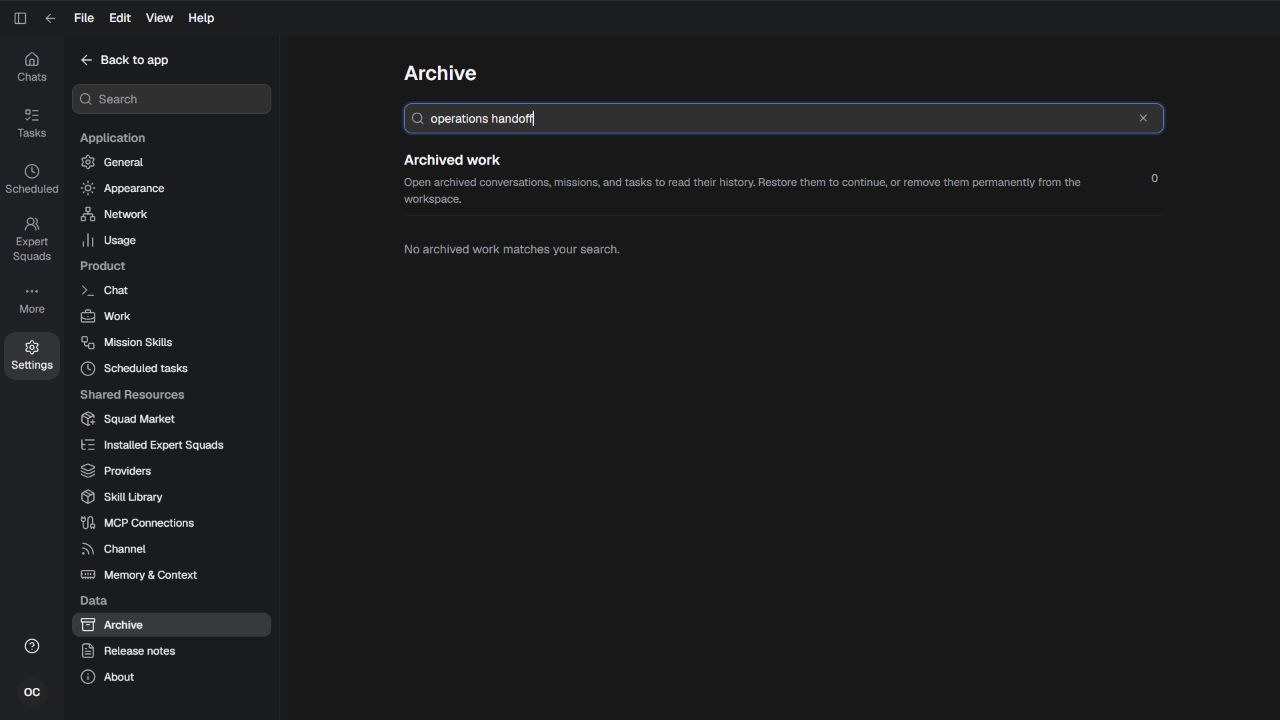 File Edit View Help
Chats
Tasks
Scheduled
Expert
Squads
More
Settings
OC
Back to app
Search
Application
General
Appearance
Network
Usage
Product
Chat
Work
Mission Skills
Scheduled tasks
Shared Resources
Squad Market
Installed Expert Squads
Providers
Skill Library
MCP Connections
Channel
Memory & Context
Data
Archive
Release notes
About
Archive
operations handoff
Archived work
Open archived conversations, missions, and tasks to read their history. Restore them to continue, or remove them permanently from the
workspace.
0
No archived work matches your search.